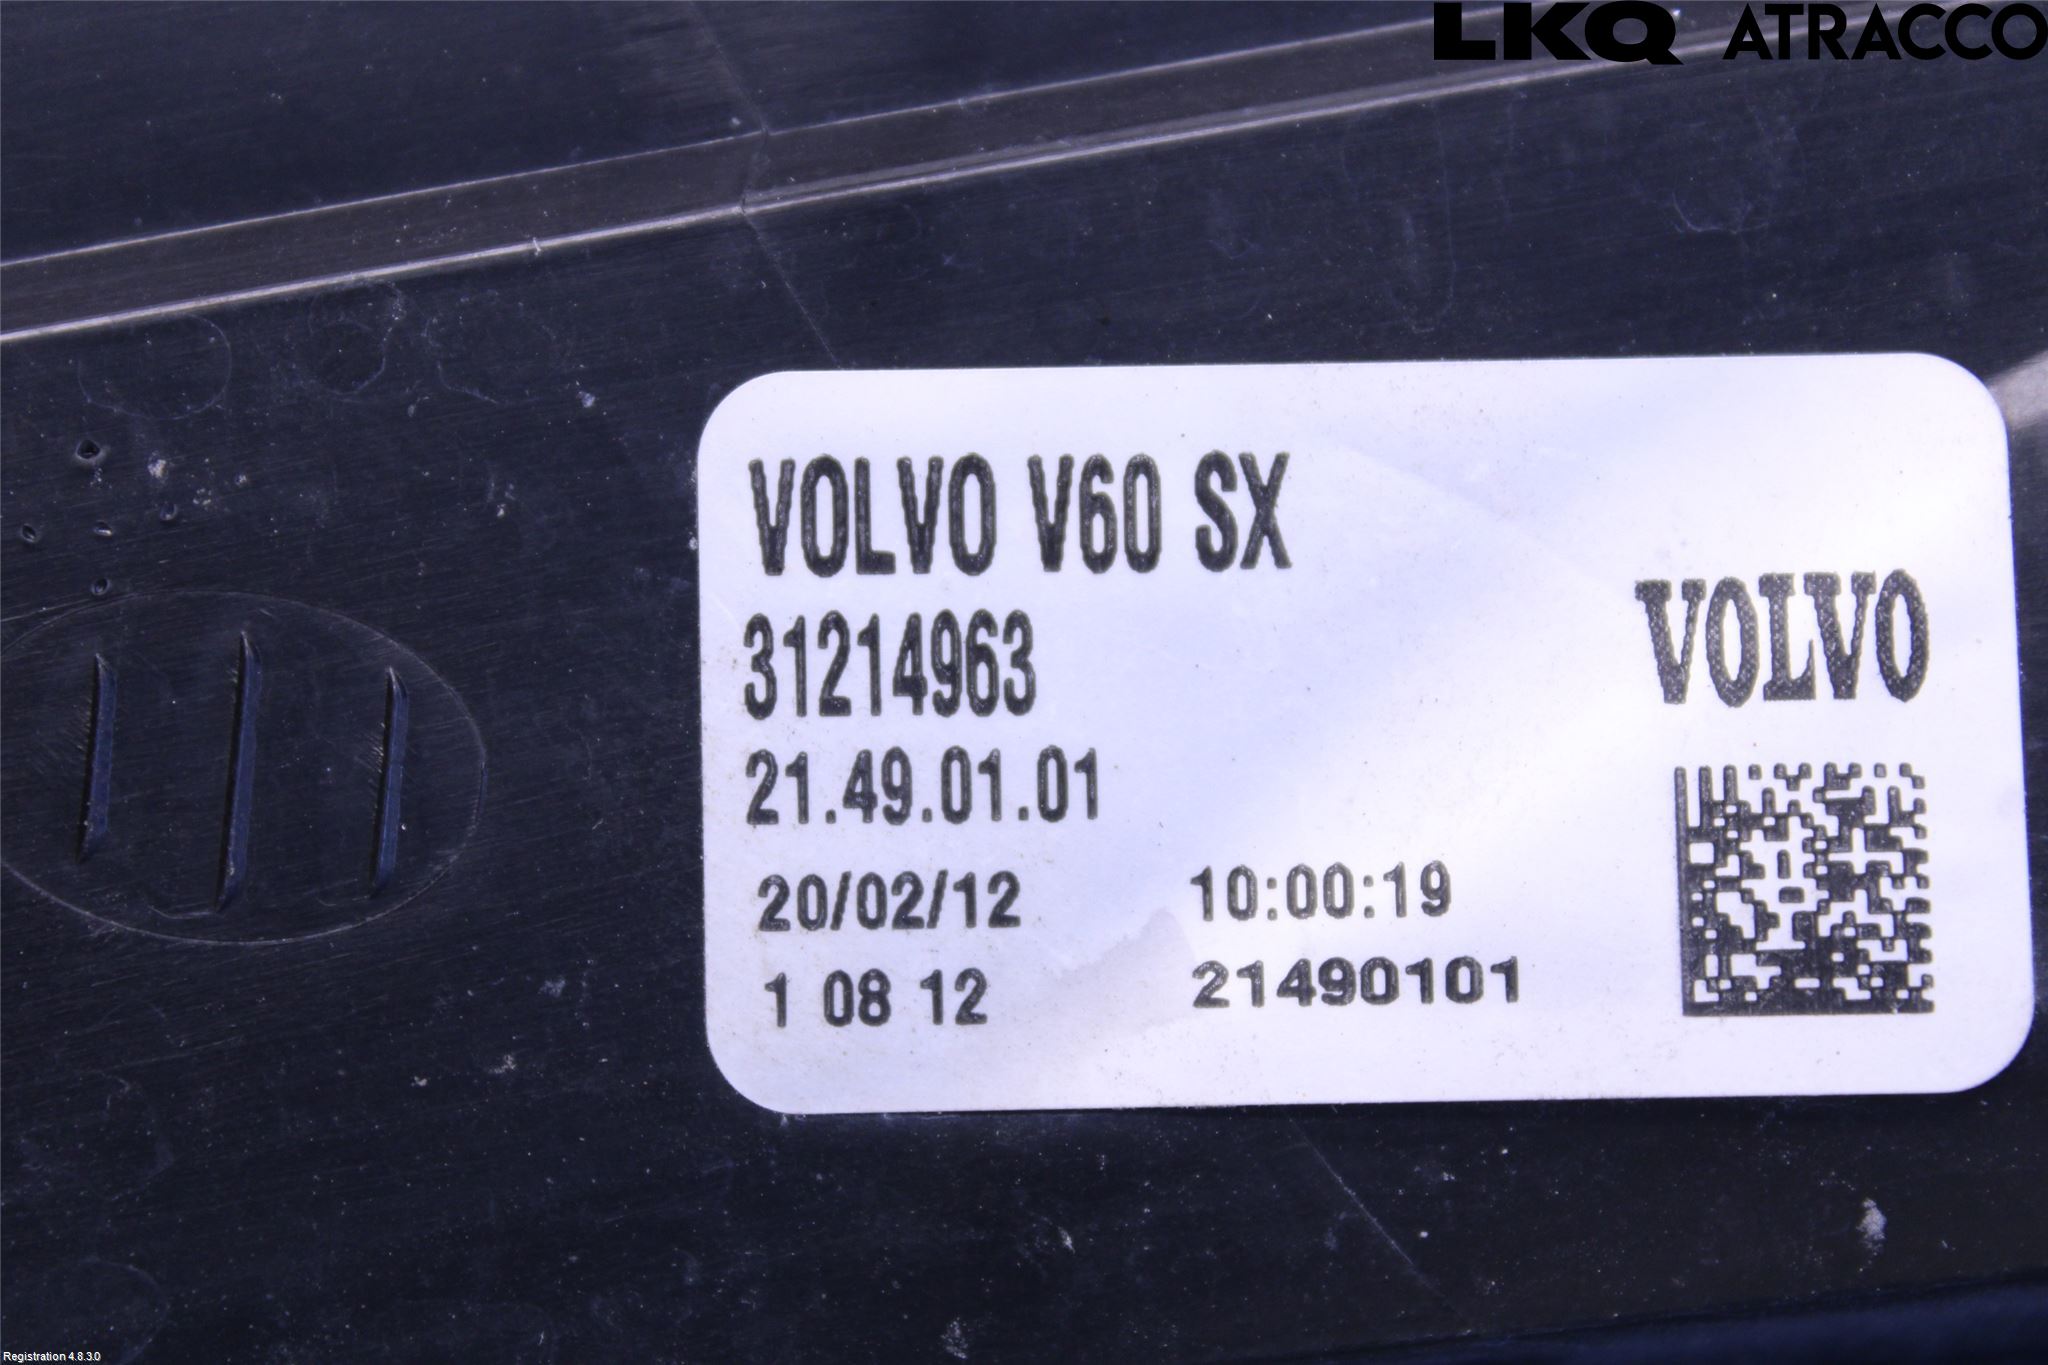 LKQ ATRACCO
VOLVO V60 SX
31214963
VOLVO
21.49.01.01
20/02/12 10:00:19
1 08 12 21490101
Registration 4.8.3.0